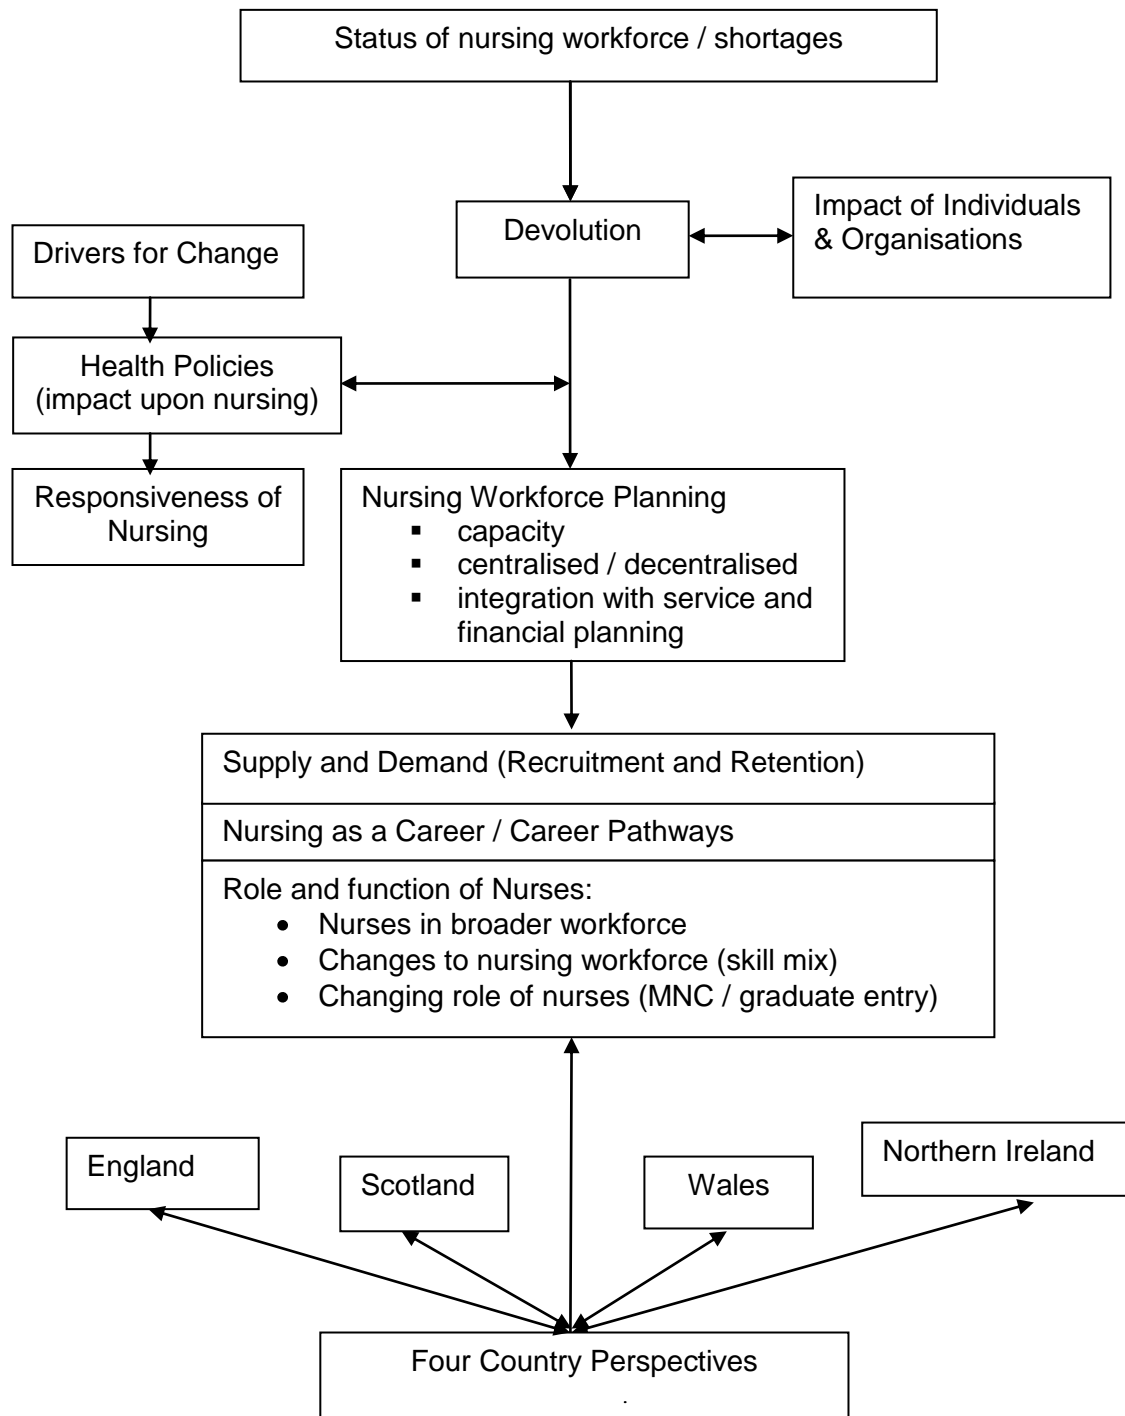 Status of nursing workforce / shortages
Devolution
Impact of Individuals
& Organisations
Drivers for Change
Health Policies
(impact upon nursing)
Responsiveness of
Nursing
Nursing Workforce Planning
▪ capacity
▪ centralised / decentralised
▪ integration with service and
financial planning
Supply and Demand (Recruitment and Retention)
Nursing as a Career / Career Pathways
Role and function of Nurses:
• Nurses in broader workforce
• Changes to nursing workforce (skill mix)
• Changing role of nurses (MNC / graduate entry)
England
Scotland
Wales
Northern Ireland
Four Country Perspectives
.